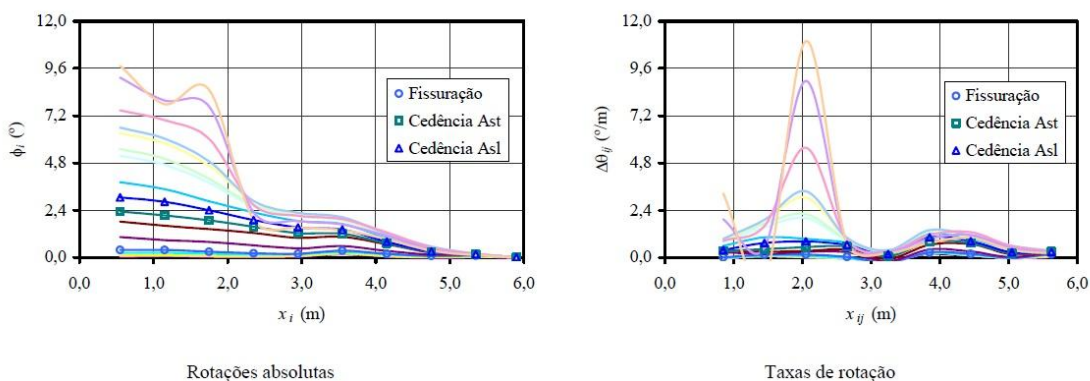 12,0
9,6
7,2
4,8
2,4
0,0
ϕi (º)
Fissuração
Cedência Ast
Cedência Asl
0,0 1,0 2,0 3,0 4,0 5,0 6,0
x i (m)
Rotações absolutas
12,0
9,6
7,2
4,8
2,4
0,0
Δθij (º/m)
Fissuração
Cedência Ast
Cedência Asl
0,0 1,0 2,0 3,0 4,0 5,0 6,0
x ij (m)
Taxas de rotação